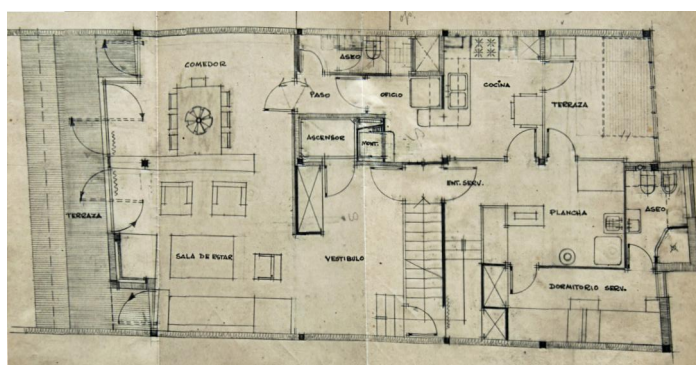 ASEO
COMEDOR
COCINA
PASO
OFICIO
TERRAZA
ASCENSOR
MONT.
ENT. SERV.
TERRAZA
PLANCHA
ASEO
SALA DE ESTAR
VESTIBULO
DORMITORIO SERV.